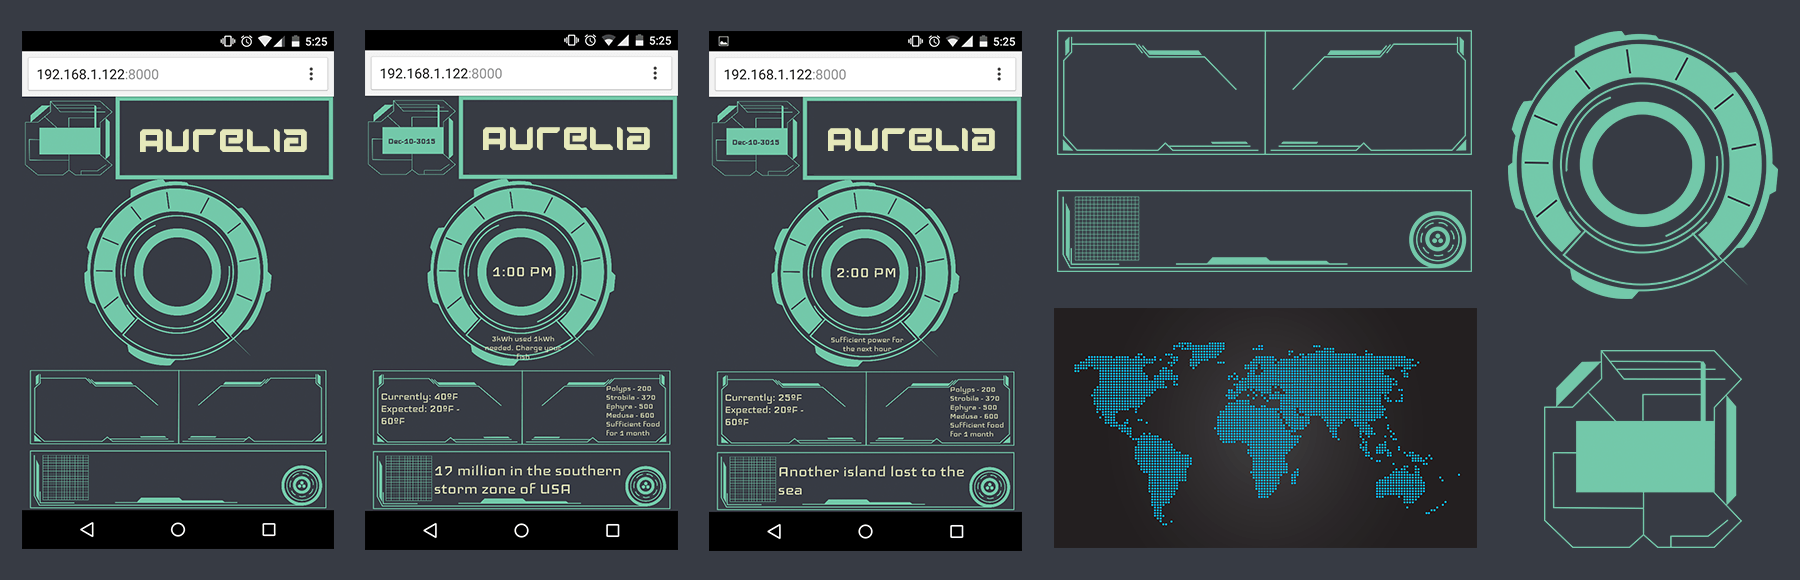 5:25
192.168.1.122:8000
Aurelia
5:25
192.168.1.122:8000
Dec-10-3015
Aurelia
1:00 PM
3kWh used 1kWh
needed. Charge your
fish
Currently: 40ºF
Expected: 20ºF -
60ºF
Polyps - 200
Strobila - 370
Ephyra - 500
Medusa - 600
Sufficient food
for 1 month
17 million in the southern
storm zone of USA
5:25
192.168.1.122:8000
Dec-10-3015
Aurelia
2:00 PM
Sufficient power for
the next hour
Currently: 25ºF
Expected: 20ºF -
60ºF
Polyps - 200
Strobila - 370
Ephyra - 500
Medusa - 600
Sufficient food
for 1 month
Another island lost to the
sea